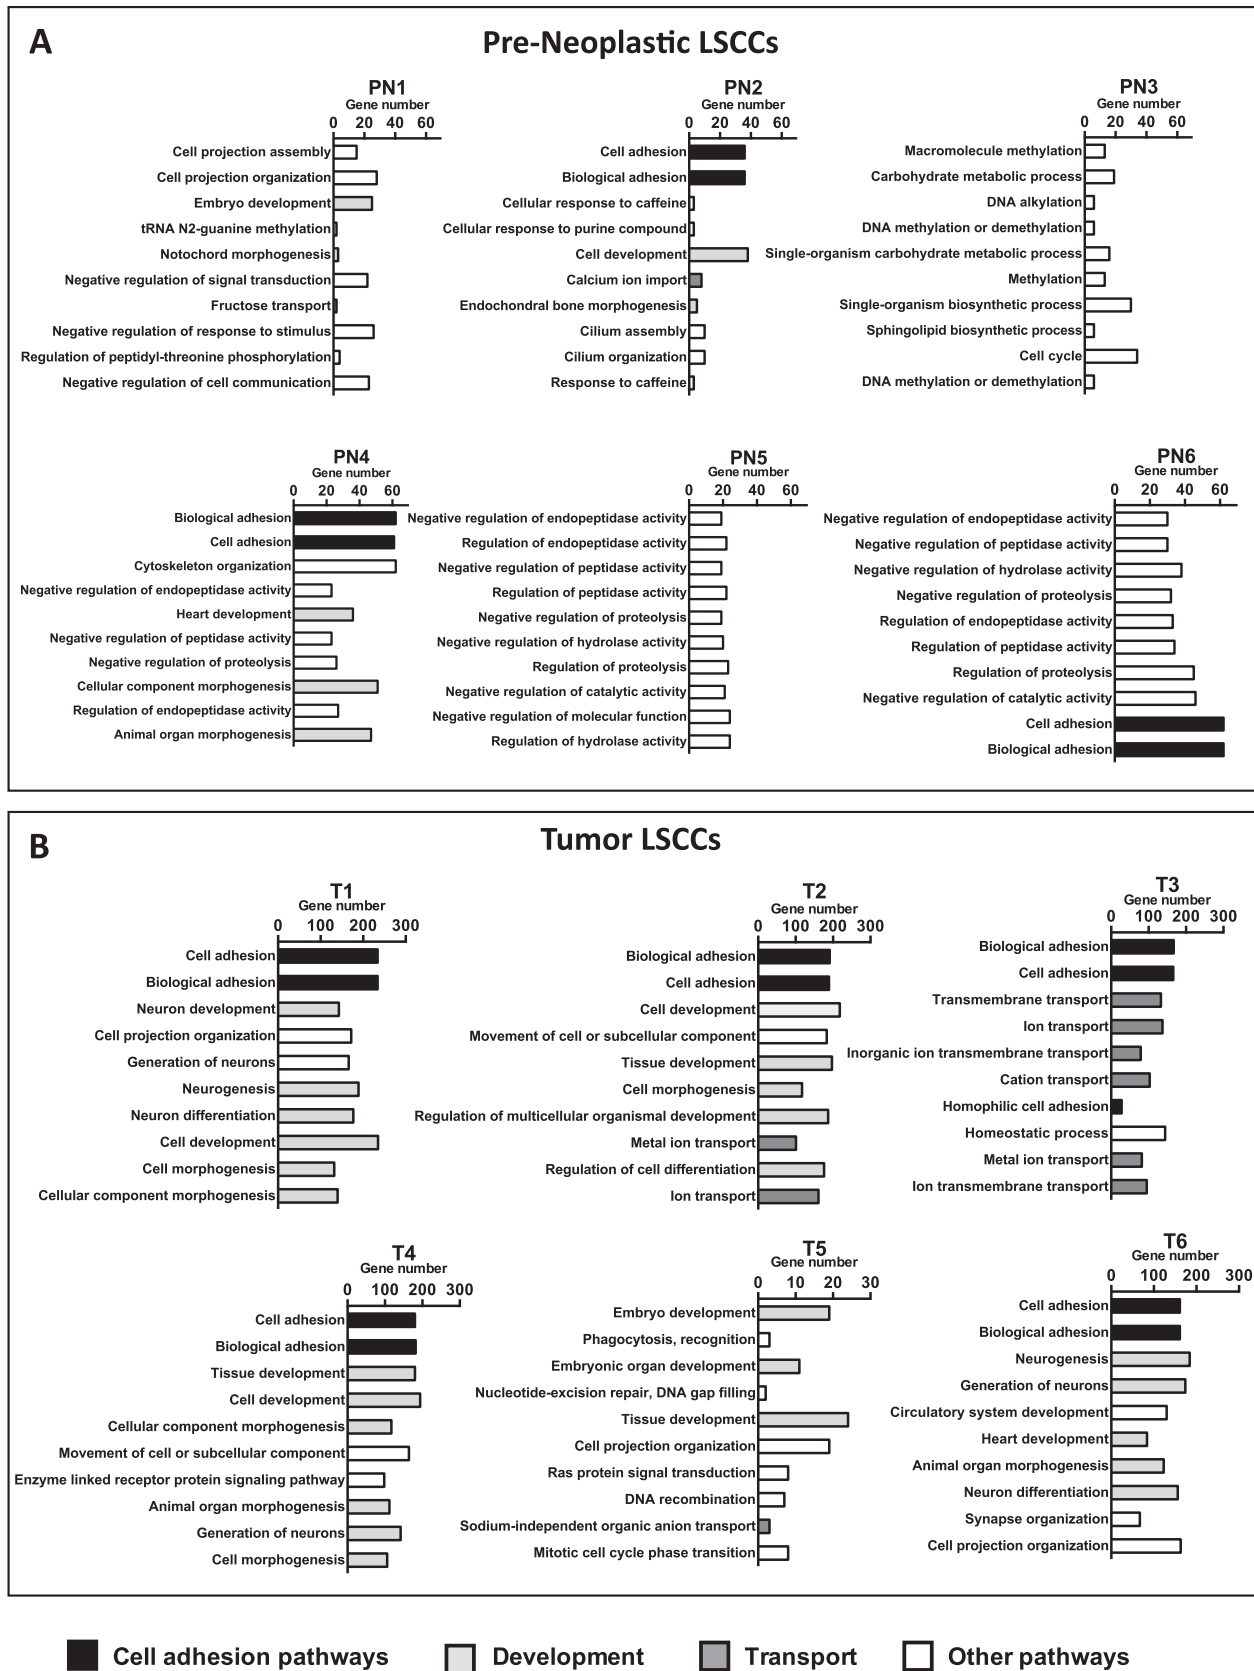 A
Pre-Neoplastic LSCCs
PN1
Gene number
0 20 40 60
Cell projection assembly
Cell projection organization
Embryo development
tRNA N2-guanine methylation
Notochord morphogenesis
Negative regulation of signal transduction
Fructose transport
Negative regulation of response to stimulus
Regulation of peptidyl-threonine phosphorylation
Negative regulation of cell communication
PN2
Gene number
0 20 40 60
Cell adhesion
Biological adhesion
Cellular response to caffeine
Cellular response to purine compound
Cell development
Calcium ion import
Endochondral bone morphogenesis
Cilium assembly
Cilium organization
Response to caffeine
PN3
Gene number
0 20 40 60
Macromolecule methylation
Carbohydrate metabolic process
DNA alkylation
DNA methylation or demethylation
Single-organism carbohydrate metabolic process
Methylation
Single-organism biosynthetic process
Sphingolipid biosynthetic process
Cell cycle
DNA methylation or demethylation
PN4
Gene number
0 20 40 60
Biological adhesion
Cell adhesion
Cytoskeleton organization
Negative regulation of endopeptidase activity
Heart development
Negative regulation of peptidase activity
Negative regulation of proteolysis
Cellular component morphogenesis
Regulation of endopeptidase activity
Animal organ morphogenesis
PN5
Gene number
0 20 40 60
Negative regulation of endopeptidase activity
Regulation of endopeptidase activity
Negative regulation of peptidase activity
Regulation of peptidase activity
Negative regulation of proteolysis
Negative regulation of hydrolase activity
Regulation of proteolysis
Negative regulation of catalytic activity
Negative regulation of molecular function
Regulation of hydrolase activity
PN6
Gene number
0 20 40 60
Negative regulation of endopeptidase activity
Negative regulation of peptidase activity
Negative regulation of hydrolase activity
Negative regulation of proteolysis
Regulation of endopeptidase activity
Regulation of peptidase activity
Regulation of proteolysis
Negative regulation of catalytic activity
Cell adhesion
Biological adhesion
B
Tumor LSCCs
T1
Gene number
0 100 200 300
Cell adhesion
Biological adhesion
Neuron development
Cell projection organization
Generation of neurons
Neurogenesis
Neuron differentiation
Cell development
Cell morphogenesis
Cellular component morphogenesis
T2
Gene number
0 100 200 300
Biological adhesion
Cell adhesion
Cell development
Movement of cell or subcellular component
Tissue development
Cell morphogenesis
Regulation of multicellular organismal development
Metal ion transport
Regulation of cell differentiation
Ion transport
T3
Gene number
0 100 200 300
Biological adhesion
Cell adhesion
Transmembrane transport
Ion transport
Inorganic ion transmembrane transport
Cation transport
Homophilic cell adhesion
Homeostatic process
Metal ion transport
Ion transmembrane transport
T4
Gene number
0 100 200 300
Cell adhesion
Biological adhesion
Tissue development
Cell development
Cellular component morphogenesis
Movement of cell or subcellular component
Enzyme linked receptor protein signaling pathway
Animal organ morphogenesis
Generation of neurons
Cell morphogenesis
T5
Gene number
0 10 20 30
Embryo development
Phagocytosis, recognition
Embryonic organ development
Nucleotide-excision repair, DNA gap filling
Tissue development
Cell projection organization
Ras protein signal transduction
DNA recombination
Sodium-independent organic anion transport
Mitotic cell cycle phase transition
T6
Gene number
0 100 200 300
Cell adhesion
Biological adhesion
Neurogenesis
Generation of neurons
Circulatory system development
Heart development
Animal organ morphogenesis
Neuron differentiation
Synapse organization
Cell projection organization
Cell adhesion pathways
Development
Transport
Other pathways